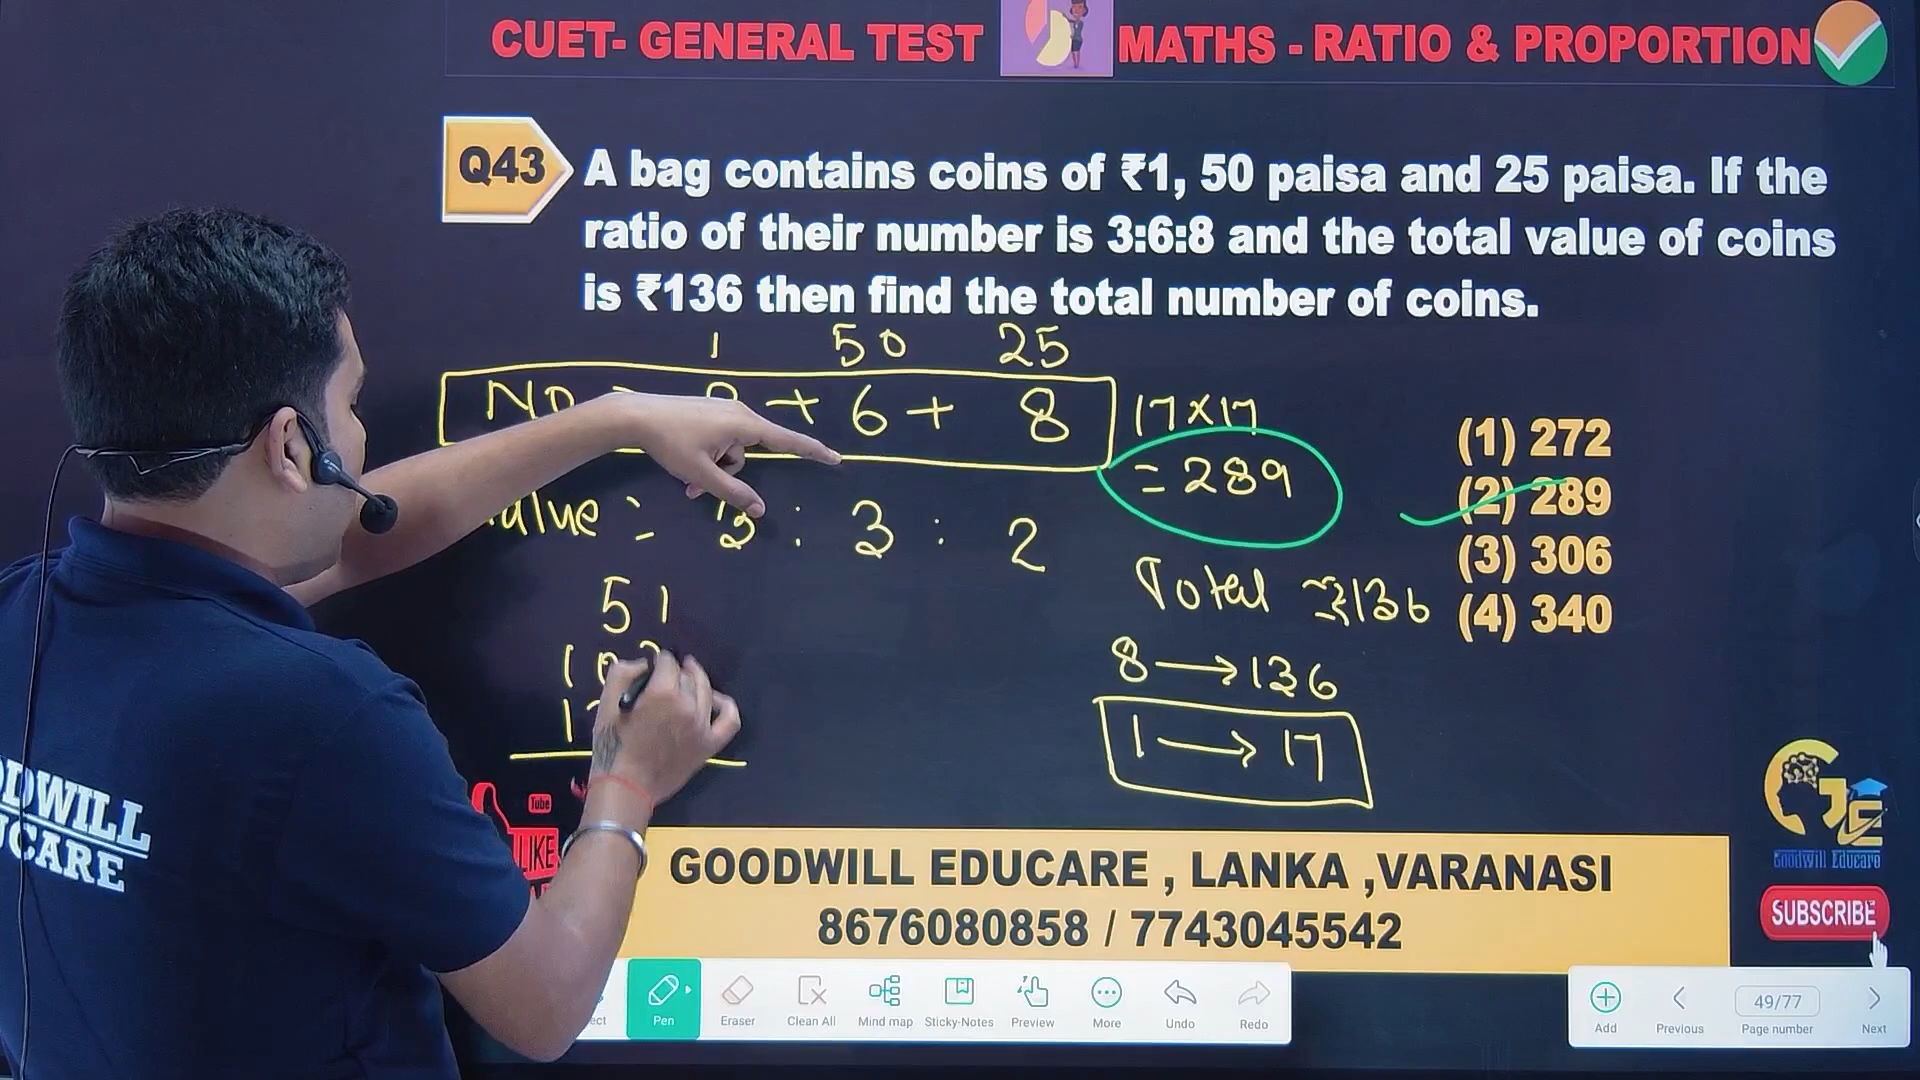 CUET- GENERAL TEST MATHS - RATIO & PROPORTION
Q43 A bag contains coins of ₹1, 50 paisa and 25 paisa. If the
ratio of their number is 3:6:8 and the total value of coins
is ₹136 then find the total number of coins.
1 50 25
+ 6 + 8 17×17
= 289
= 3 : 3 : 2
Total ₹136
8 → 136
1 → 17
51
(1) 272
(2) 289
(3) 306
(4) 340
Tube
LIKE
GOODWILL EDUCARE , LANKA ,VARANASI
8676080858 / 7743045542
GE
Goodwill Educare
SUBSCRIBE
Pen Eraser Clean All Mind map Sticky-Notes Preview More Undo Redo
Add Previous 49/77 Page number Next